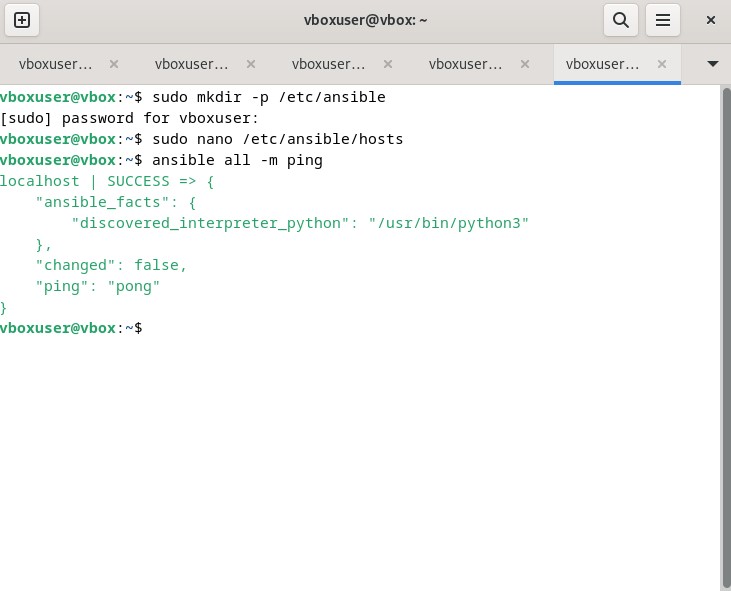 vboxuser@vbox: ~
vboxuser… vboxuser… vboxuser… vboxuser… vboxuser…
vboxuser@vbox:~$ sudo mkdir -p /etc/ansible
[sudo] password for vboxuser:
vboxuser@vbox:~$ sudo nano /etc/ansible/hosts
vboxuser@vbox:~$ ansible all -m ping
localhost | SUCCESS => {
    "ansible_facts": {
        "discovered_interpreter_python": "/usr/bin/python3"
    },
    "changed": false,
    "ping": "pong"
}
vboxuser@vbox:~$